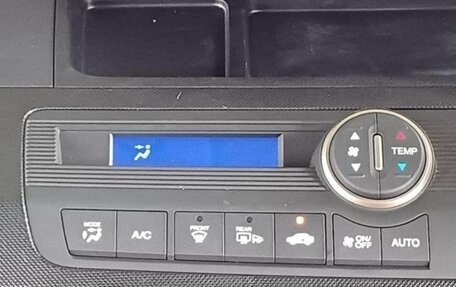 TEMP
MODE
A/C
FRONT
REAR
ON/
OFF
AUTO